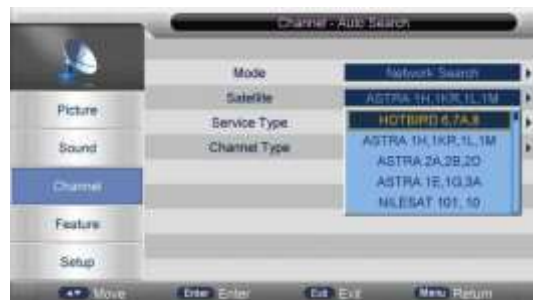 Channel - Auto Search
Mode
Network Search
Satellite
ASTRA 1H,1KR,1L,1M
Service Type
HOTBIRD 6,7A,8
Channel Type
ASTRA 1H,1KR,1L,1M
ASTRA 2A,2B,2D
ASTRA 1E,1G,3A
NILESAT 101, 10
Picture
Sound
Channel
Feature
Setup
Move
Enter Enter
Exit Exit
Menu Return